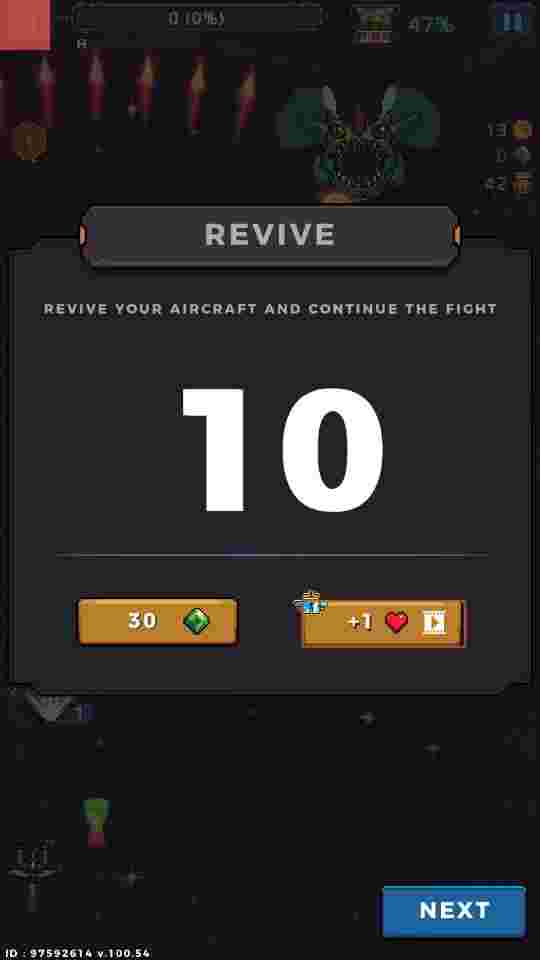 0 (0%)
47%
A
13
0
42
REVIVE
REVIVE YOUR AIRCRAFT AND CONTINUE THE FIGHT
10
30
+1
NEXT
ID : 97592614 v.100.54